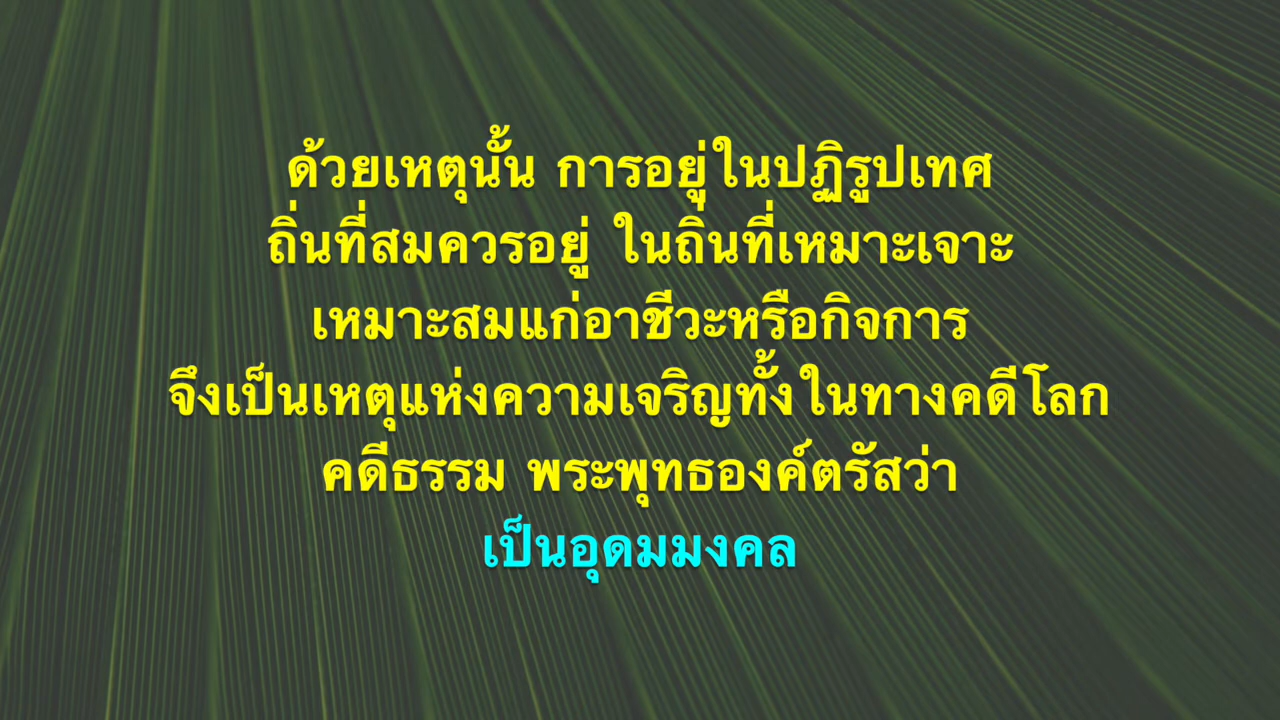 ด้วยเหตุนั้น การอยู่ในปฏิรูปเทศ
ถิ่นที่สมควรอยู่ ในถิ่นที่เหมาะเจาะ
เหมาะสมแก่อาชีวะหรือกิจการ
จึงเป็นเหตุแห่งความเจริญทั้งในทางคดีโลก
คดีธรรม พระพุทธองค์ตรัสว่า
เป็นอุดมมงคล